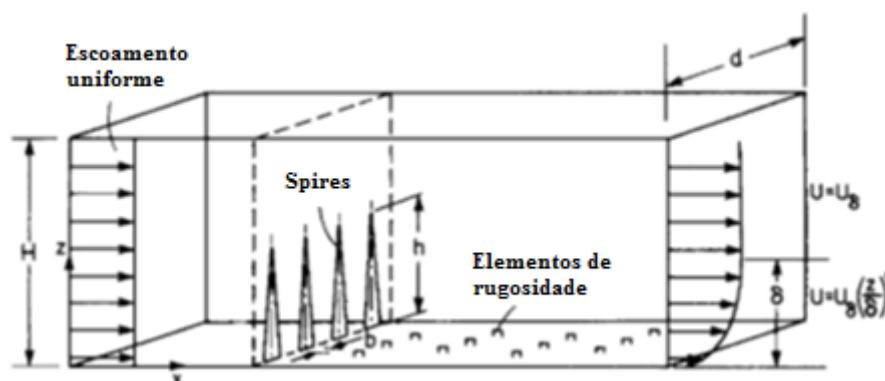 Escoamento
uniforme
d
Spires
H
z
h
U=U_δ
Elementos de
rugosidade
δ
U=U_δ(z/δ)
b
x